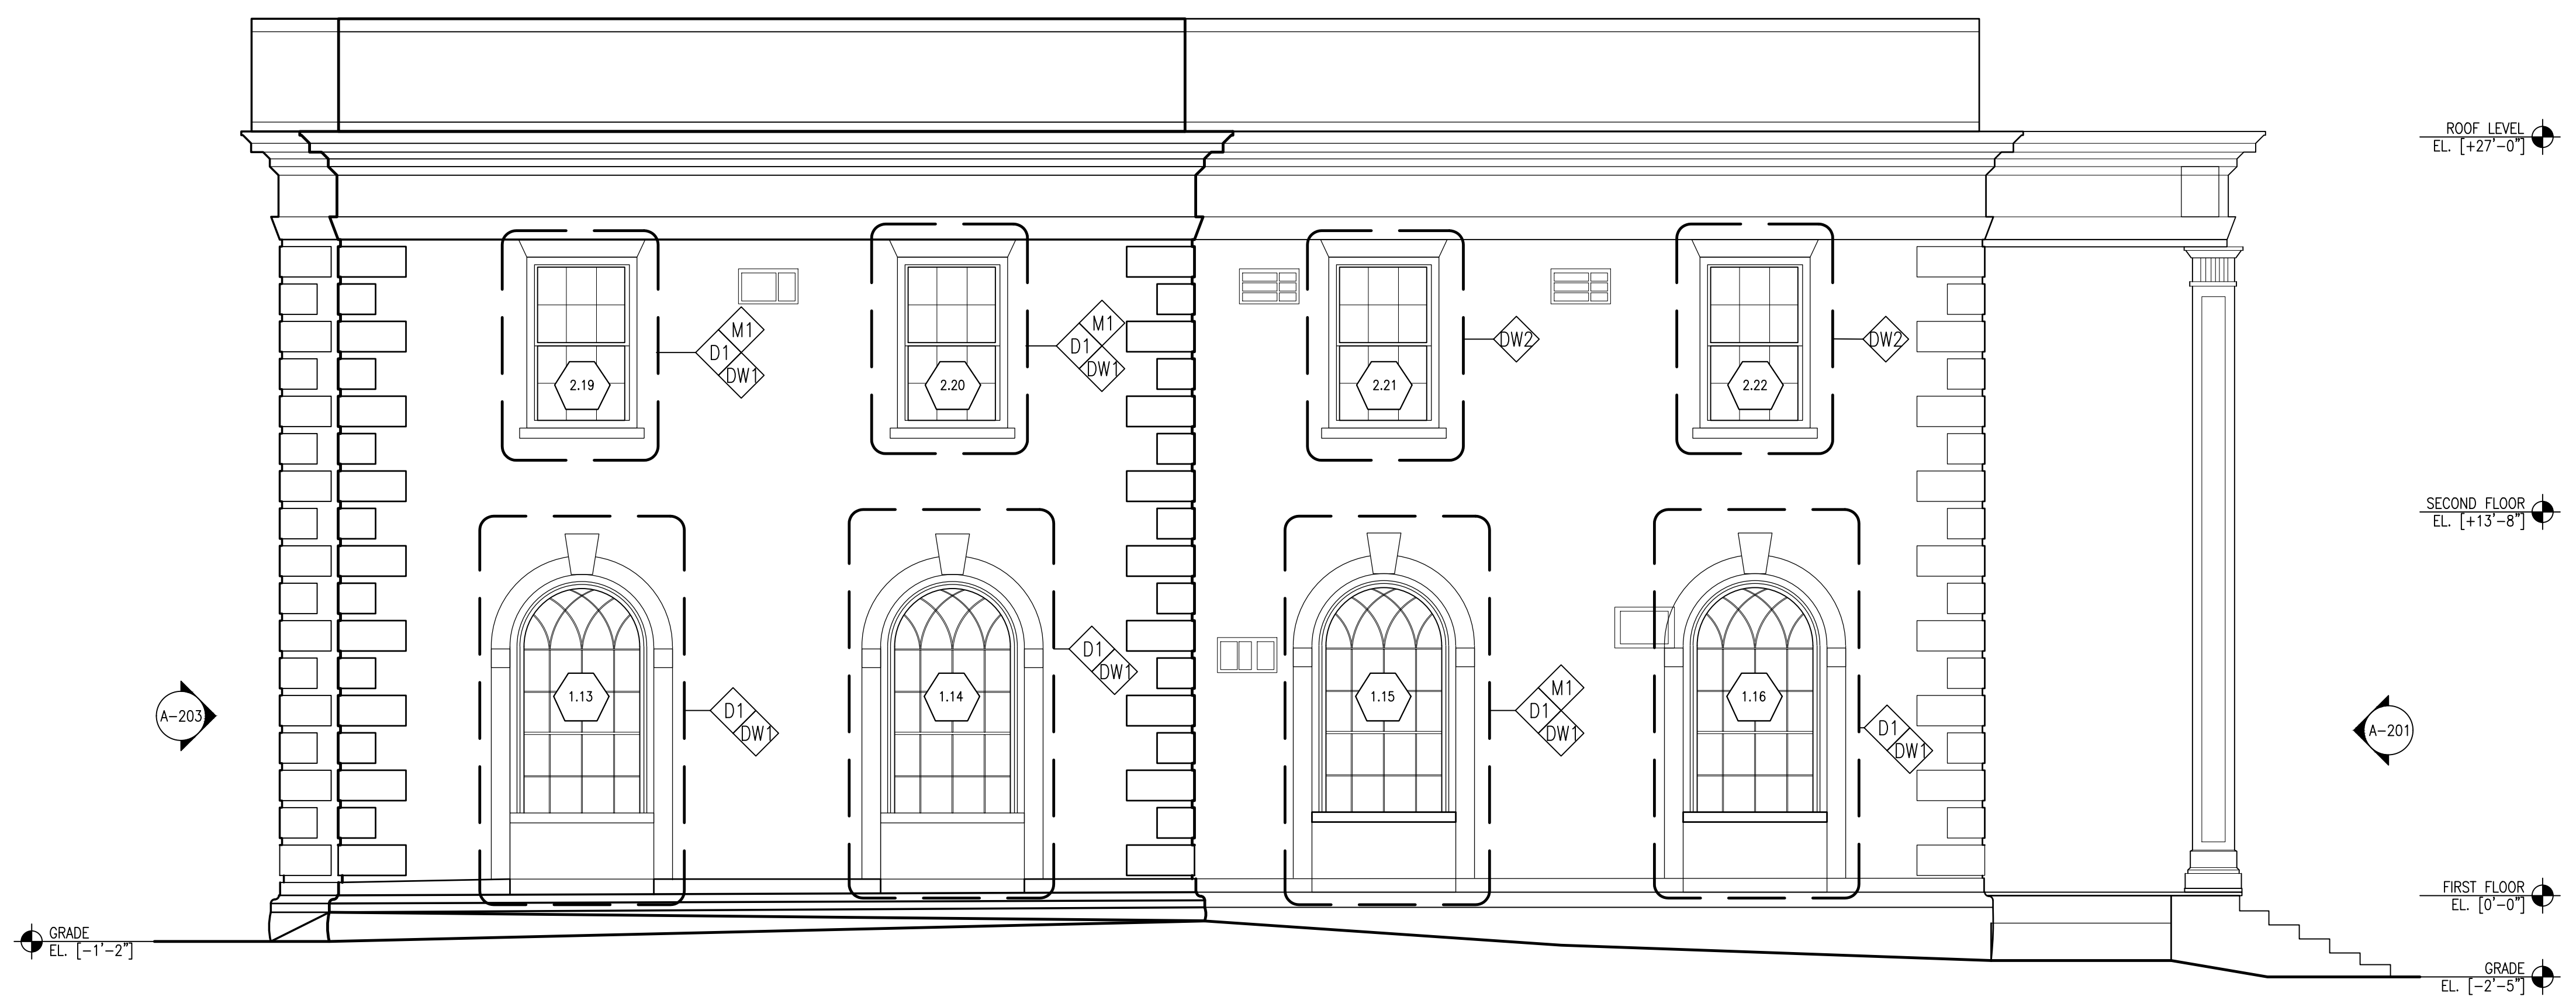 ROOF LEVEL
EL. [+27'-0"]
M1
D1
DW1
M1
D1
DW1
DW2
DW2
2.19
2.20
2.21
2.22
SECOND FLOOR
EL. [+13'-8"]
D1
DW1
M1
D1
DW1
D1
DW1
D1
DW1
1.13
1.14
1.15
1.16
A-203
A-201
FIRST FLOOR
EL. [0'-0"]
GRADE
EL. [-1'-2"]
GRADE
EL. [-2'-5"]